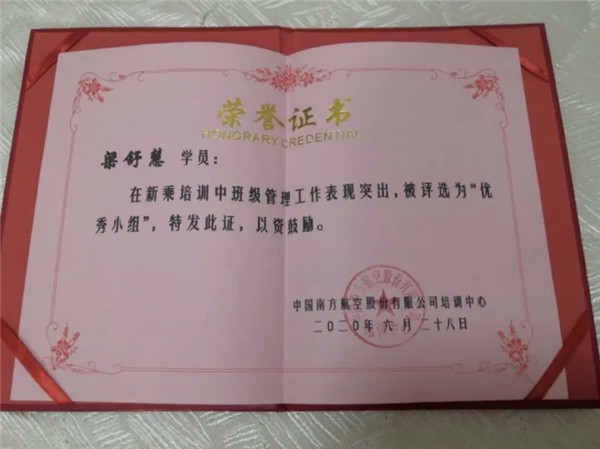 荣誉证书
HONORARY CREDENTIAL
梁舒慧 学员：
在新乘培训中班级管理工作表现突出，被评选为“优
秀小组”，特发此证，以资鼓励。
中国南方航空股份有限公司培训中心
二〇二〇年 六 月 二十八日